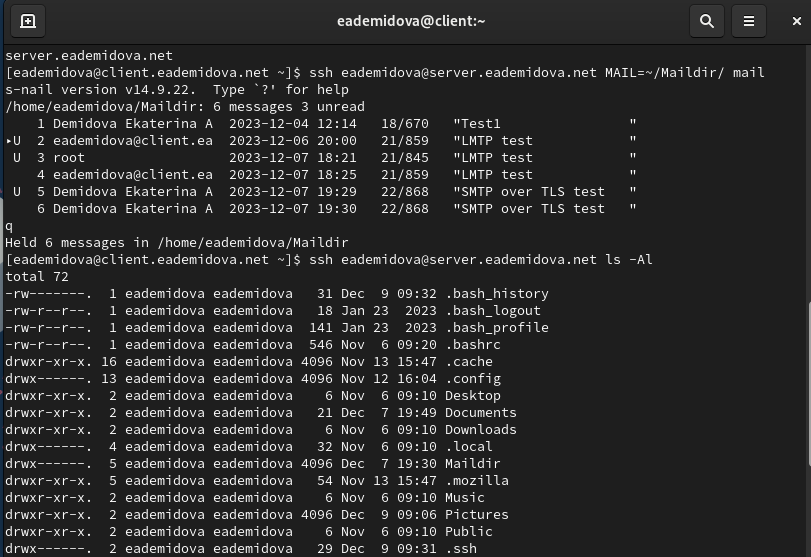 eademidova@client:~
server.eademidova.net
[eademidova@client.eademidova.net ~]$ ssh eademidova@server.eademidova.net MAIL=~/Maildir/ mail
s-nail version v14.9.22.  Type `?' for help
/home/eademidova/Maildir: 6 messages 3 unread
    1 Demidova Ekaterina A  2023-12-04 12:14   18/670   "Test1                 "
▸U  2 eademidova@client.ea  2023-12-06 20:00   21/859   "LMTP test             "
 U  3 root                  2023-12-07 18:21   21/845   "LMTP test             "
    4 eademidova@client.ea  2023-12-07 18:25   21/859   "LMTP test             "
 U  5 Demidova Ekaterina A  2023-12-07 19:29   22/868   "SMTP over TLS test    "
    6 Demidova Ekaterina A  2023-12-07 19:30   22/868   "SMTP over TLS test    "
q
Held 6 messages in /home/eademidova/Maildir
[eademidova@client.eademidova.net ~]$ ssh eademidova@server.eademidova.net ls -Al
total 72
-rw-------.  1 eademidova eademidova   31 Dec  9 09:32 .bash_history
-rw-r--r--.  1 eademidova eademidova   18 Jan 23  2023 .bash_logout
-rw-r--r--.  1 eademidova eademidova  141 Jan 23  2023 .bash_profile
-rw-r--r--.  1 eademidova eademidova  546 Nov  6 09:20 .bashrc
drwxr-xr-x. 16 eademidova eademidova 4096 Nov 13 15:47 .cache
drwx------. 13 eademidova eademidova 4096 Nov 12 16:04 .config
drwxr-xr-x.  2 eademidova eademidova    6 Nov  6 09:10 Desktop
drwxr-xr-x.  2 eademidova eademidova   21 Dec  7 19:49 Documents
drwxr-xr-x.  2 eademidova eademidova    6 Nov  6 09:10 Downloads
drwx------.  4 eademidova eademidova   32 Nov  6 09:10 .local
drwx------.  5 eademidova eademidova 4096 Dec  7 19:30 Maildir
drwxr-xr-x.  5 eademidova eademidova   54 Nov 13 15:47 .mozilla
drwxr-xr-x.  2 eademidova eademidova    6 Nov  6 09:10 Music
drwxr-xr-x.  2 eademidova eademidova 4096 Dec  9 09:06 Pictures
drwxr-xr-x.  2 eademidova eademidova    6 Nov  6 09:10 Public
drwx------.  2 eademidova eademidova   29 Dec  9 09:31 .ssh